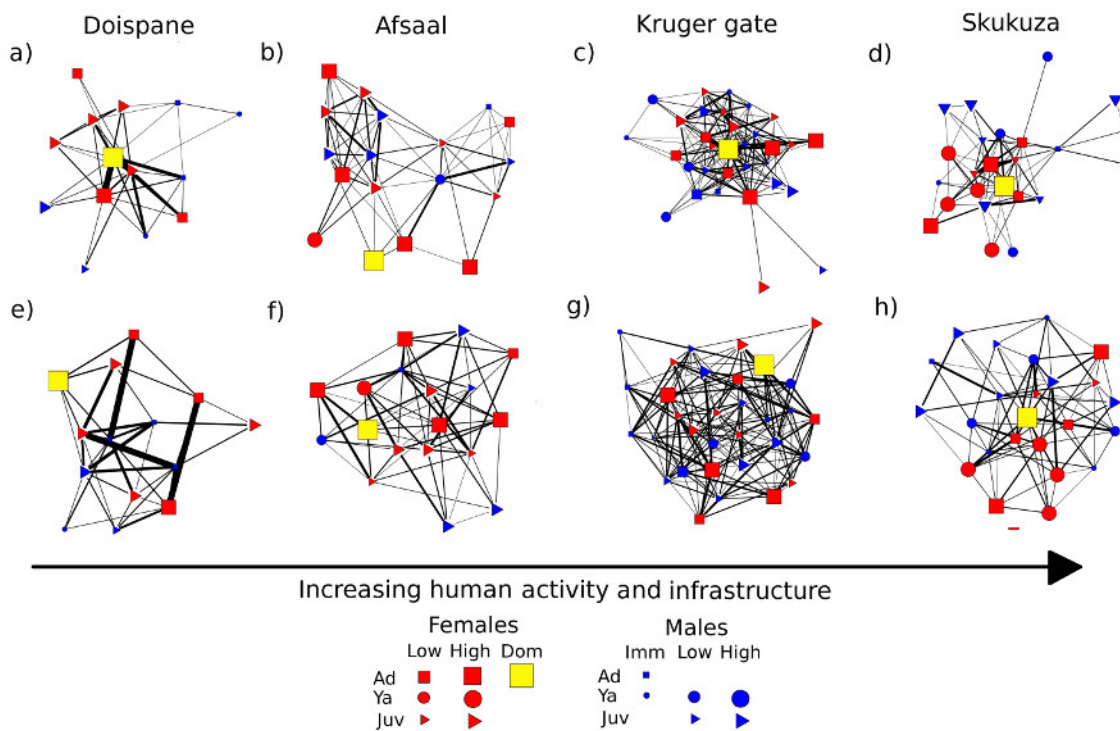 Doispane Afsaal Kruger gate Skukuza
a) b) c) d)
e) f) g) h)
Increasing human activity and infrastructure
Females Males
Low High Dom Imm Low High
Ad
Ya
Juv
Ad
Ya
Juv